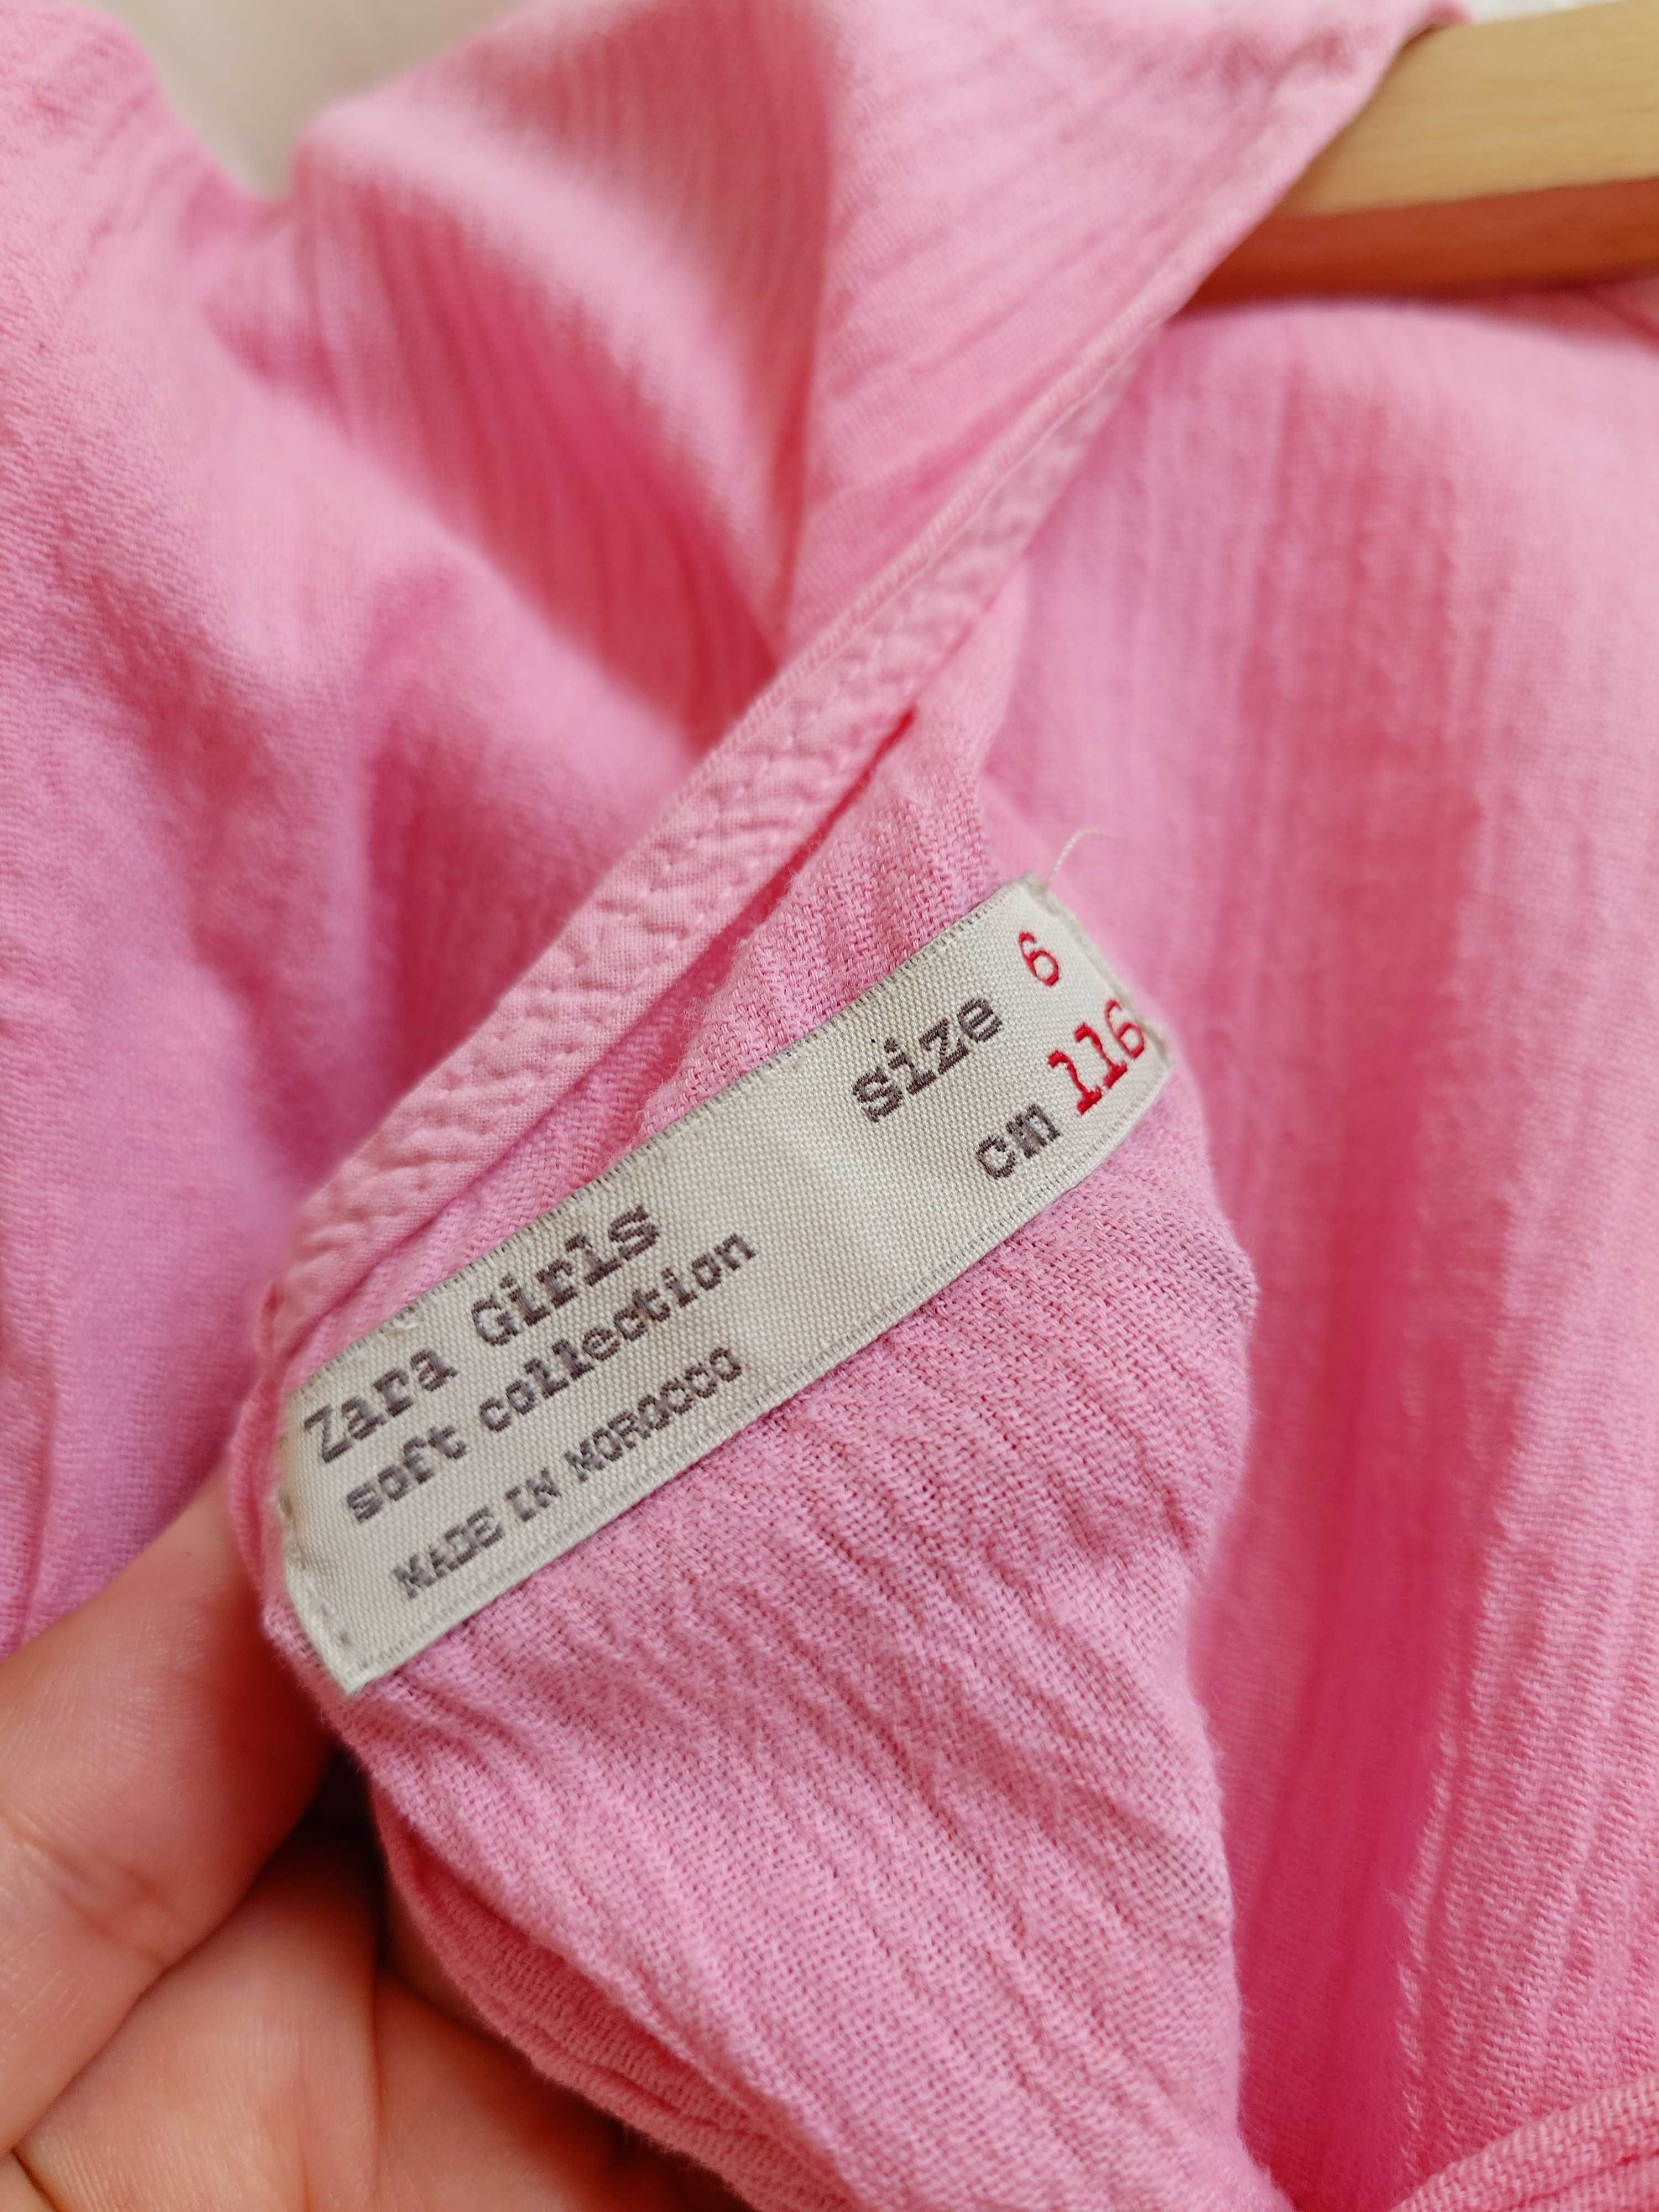 Zara Girls
soft collection
MADE IN MOROCCO
size 6
cm 116